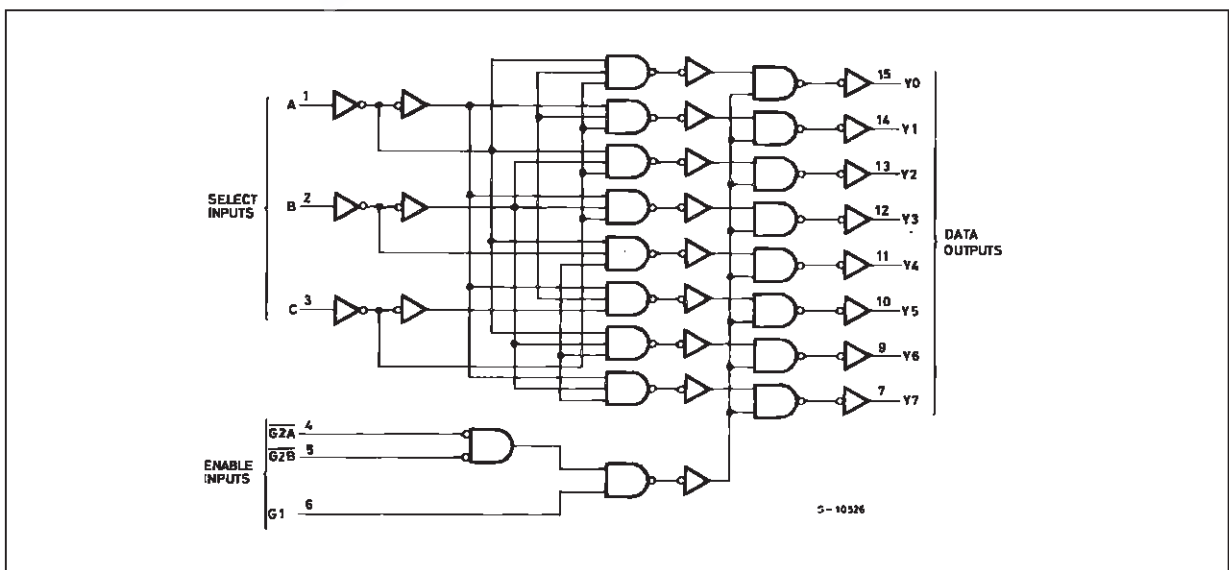 15 Y0
A 1
14 Y1
13 Y2
SELECT
INPUTS
B 2
12 Y3
DATA
OUTPUTS
11 Y4
C 3
10 Y5
9 Y6
7 Y7
G2A 4
G2B 5
ENABLE
INPUTS
G1 6
S-10526